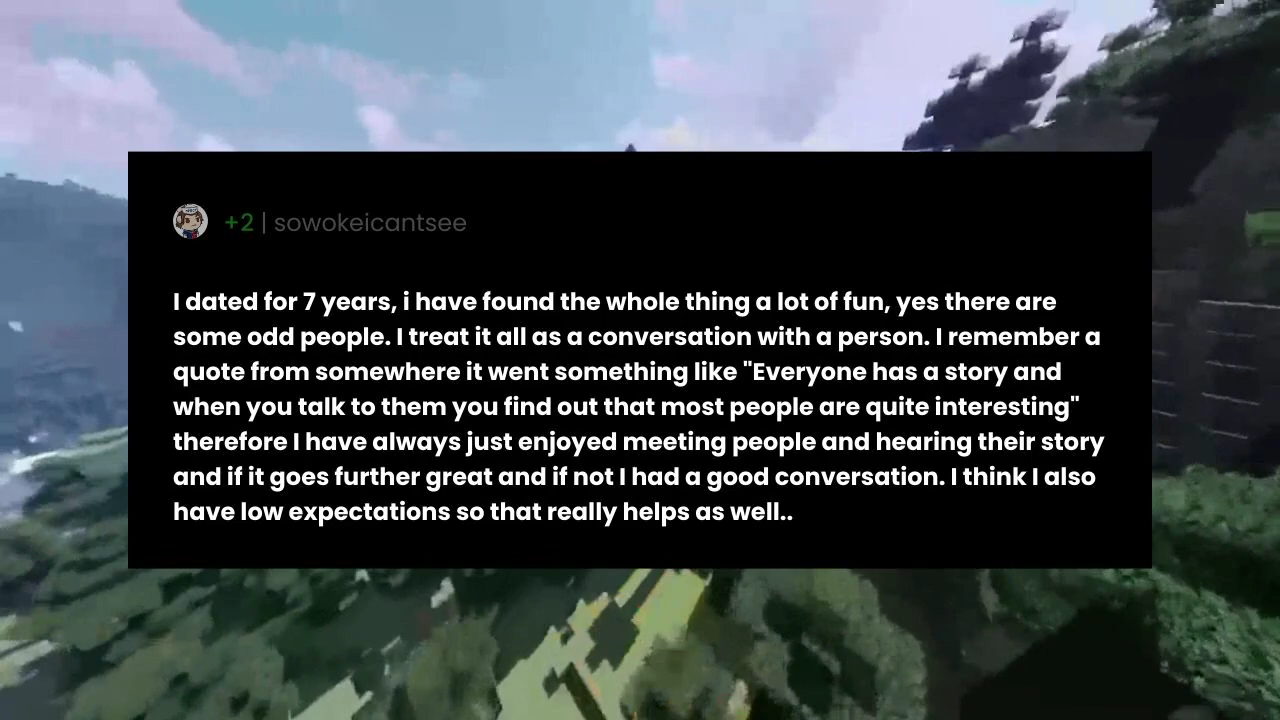 +2 | sowokeicantsee
I dated for 7 years, i have found the whole thing a lot of fun, yes there are
some odd people. I treat it all as a conversation with a person. I remember a
quote from somewhere it went something like "Everyone has a story and
when you talk to them you find out that most people are quite interesting"
therefore I have always just enjoyed meeting people and hearing their story
and if it goes further great and if not I had a good conversation. I think I also
have low expectations so that really helps as well..